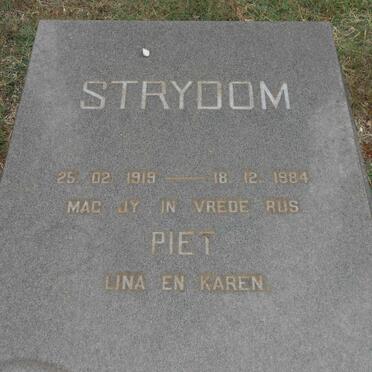 STRYDOM
25. 02. 1919 — 18. 12. 1984
MAG JY IN VREDE RUS
PIET
LINA EN KAREN